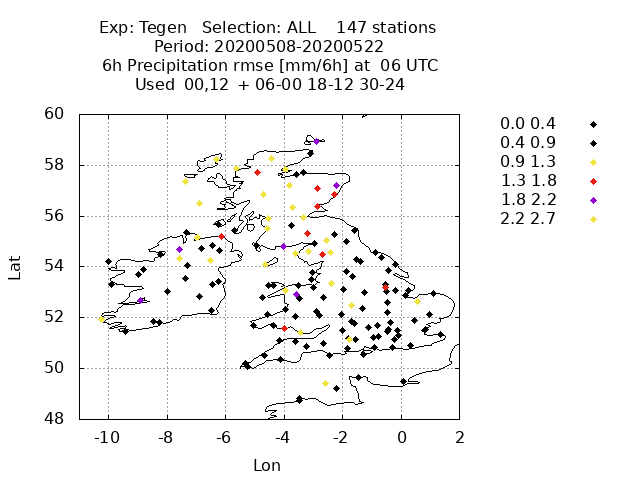 Exp: Tegen   Selection: ALL    147 stations
Period: 20200508-20200522
6h Precipitation rmse [mm/6h] at  06 UTC
Used  00,12  + 06-00 18-12 30-24
60
58
56
54
52
50
48
Lat
-10 -8 -6 -4 -2 0 2
Lon
0.0 0.4
0.4 0.9
0.9 1.3
1.3 1.8
1.8 2.2
2.2 2.7